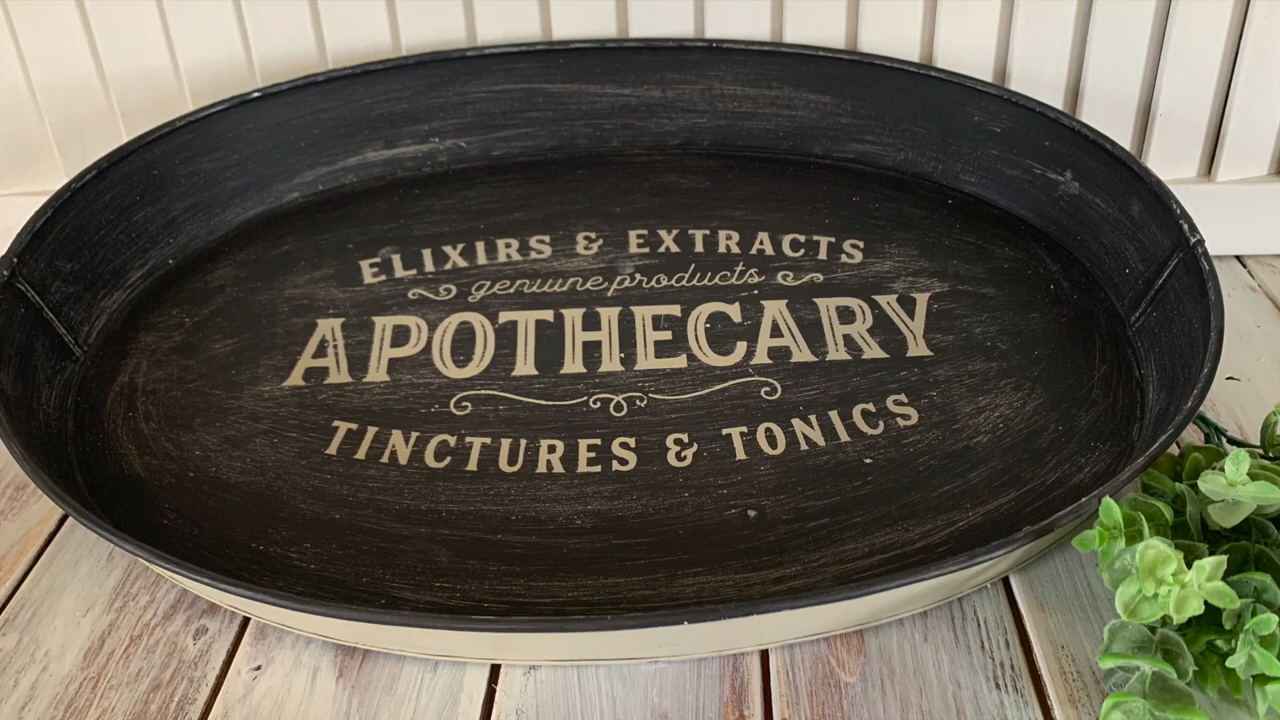 ELIXIRS & EXTRACTS
genuine products
APOTHECARY
TINCTURES & TONICS